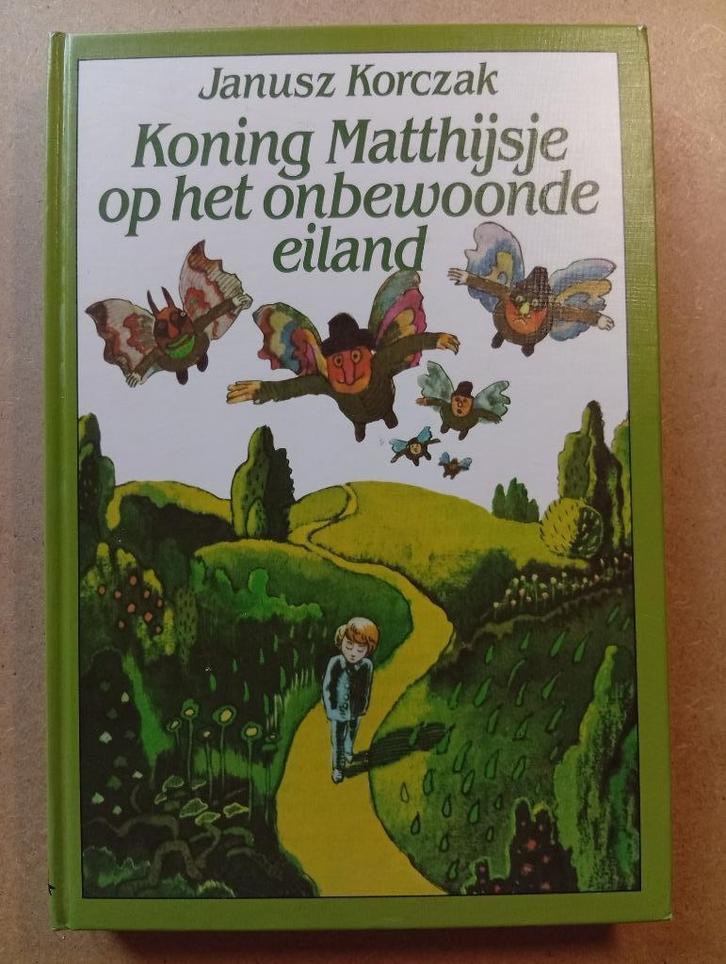 Janusz Korczak
Koning Matthijsje
op het onbewoonde
eiland